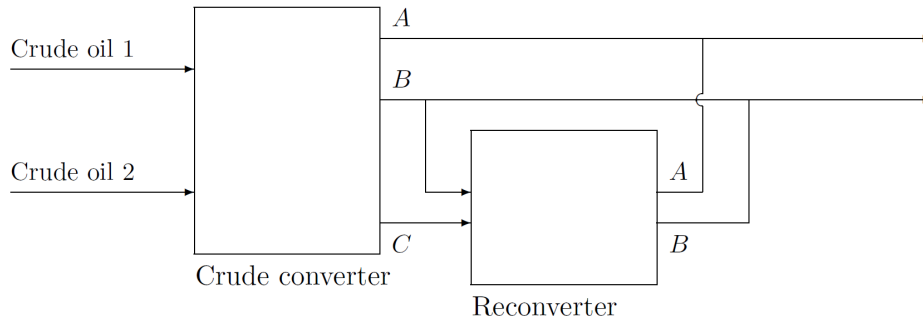 A
Crude oil 1
B
Crude oil 2
A
C
B
Crude converter
Reconverter